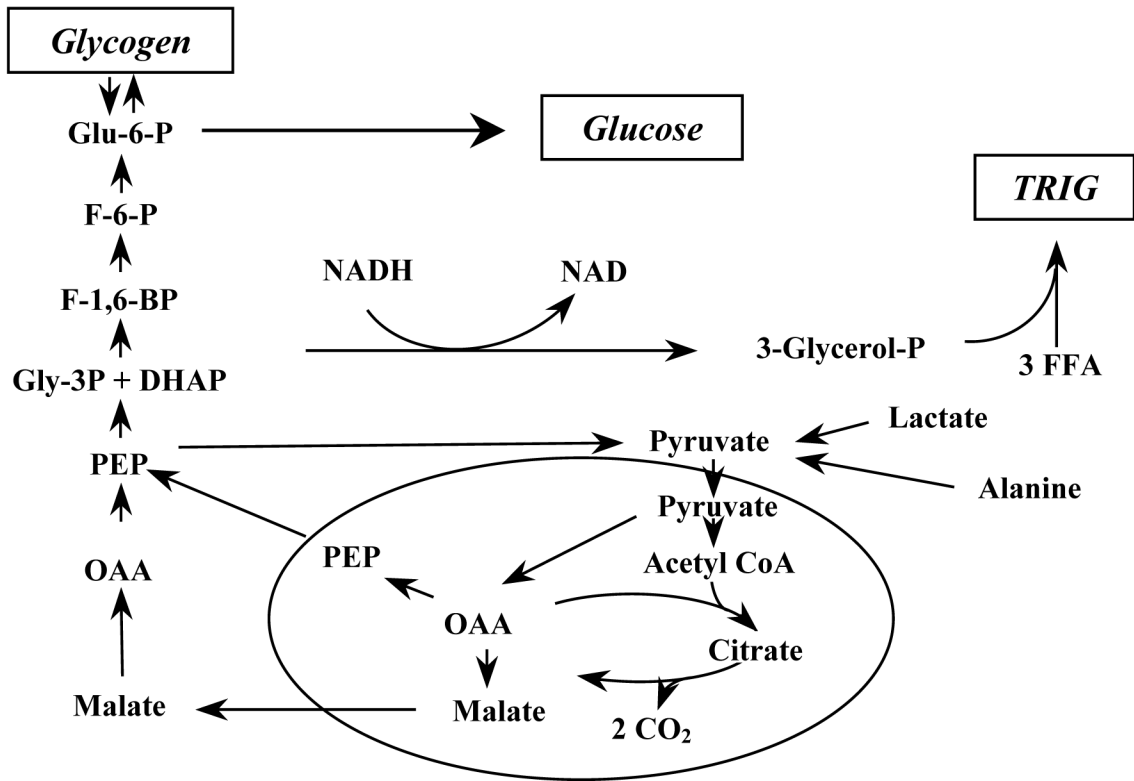 Glycogen
Glu-6-P
Glucose
TRIG
F-6-P
NADH
NAD
F-1,6-BP
3-Glycerol-P
3 FFA
Gly-3P + DHAP
Lactate
Pyruvate
PEP
Alanine
Pyruvate
PEP
Acetyl CoA
OAA
OAA
Citrate
Malate
Malate
2 CO₂